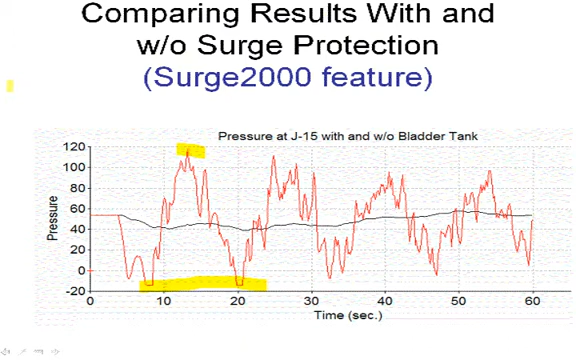 Comparing Results With and
w/o Surge Protection
(Surge2000 feature)
Pressure at J-15 with and w/o Bladder Tank
120
100
80
60
40
20
0
-20
Pressure
0
10
20
30
40
50
60
Time (sec.)